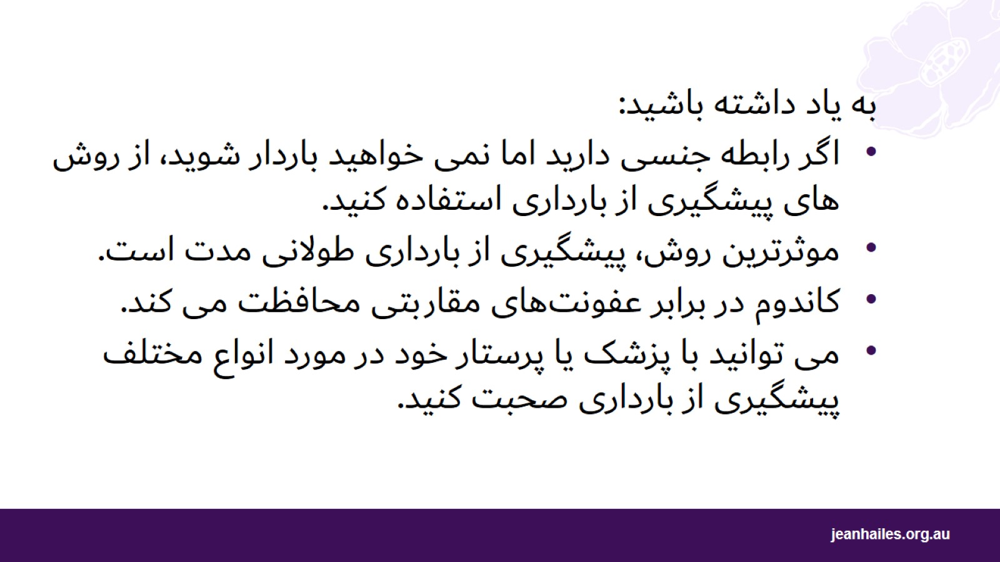 به یاد داشته باشید:
• اگر رابطه جنسی دارید اما نمی خواهید باردار شوید، از روش
های پیشگیری از بارداری استفاده کنید.
• موثرترین روش، پیشگیری از بارداری طولانی مدت است.
• کاندوم در برابر عفونت‌های مقاربتی محافظت می کند.
• می توانید با پزشک یا پرستار خود در مورد انواع مختلف
پیشگیری از بارداری صحبت کنید.
jeanhailes.org.au